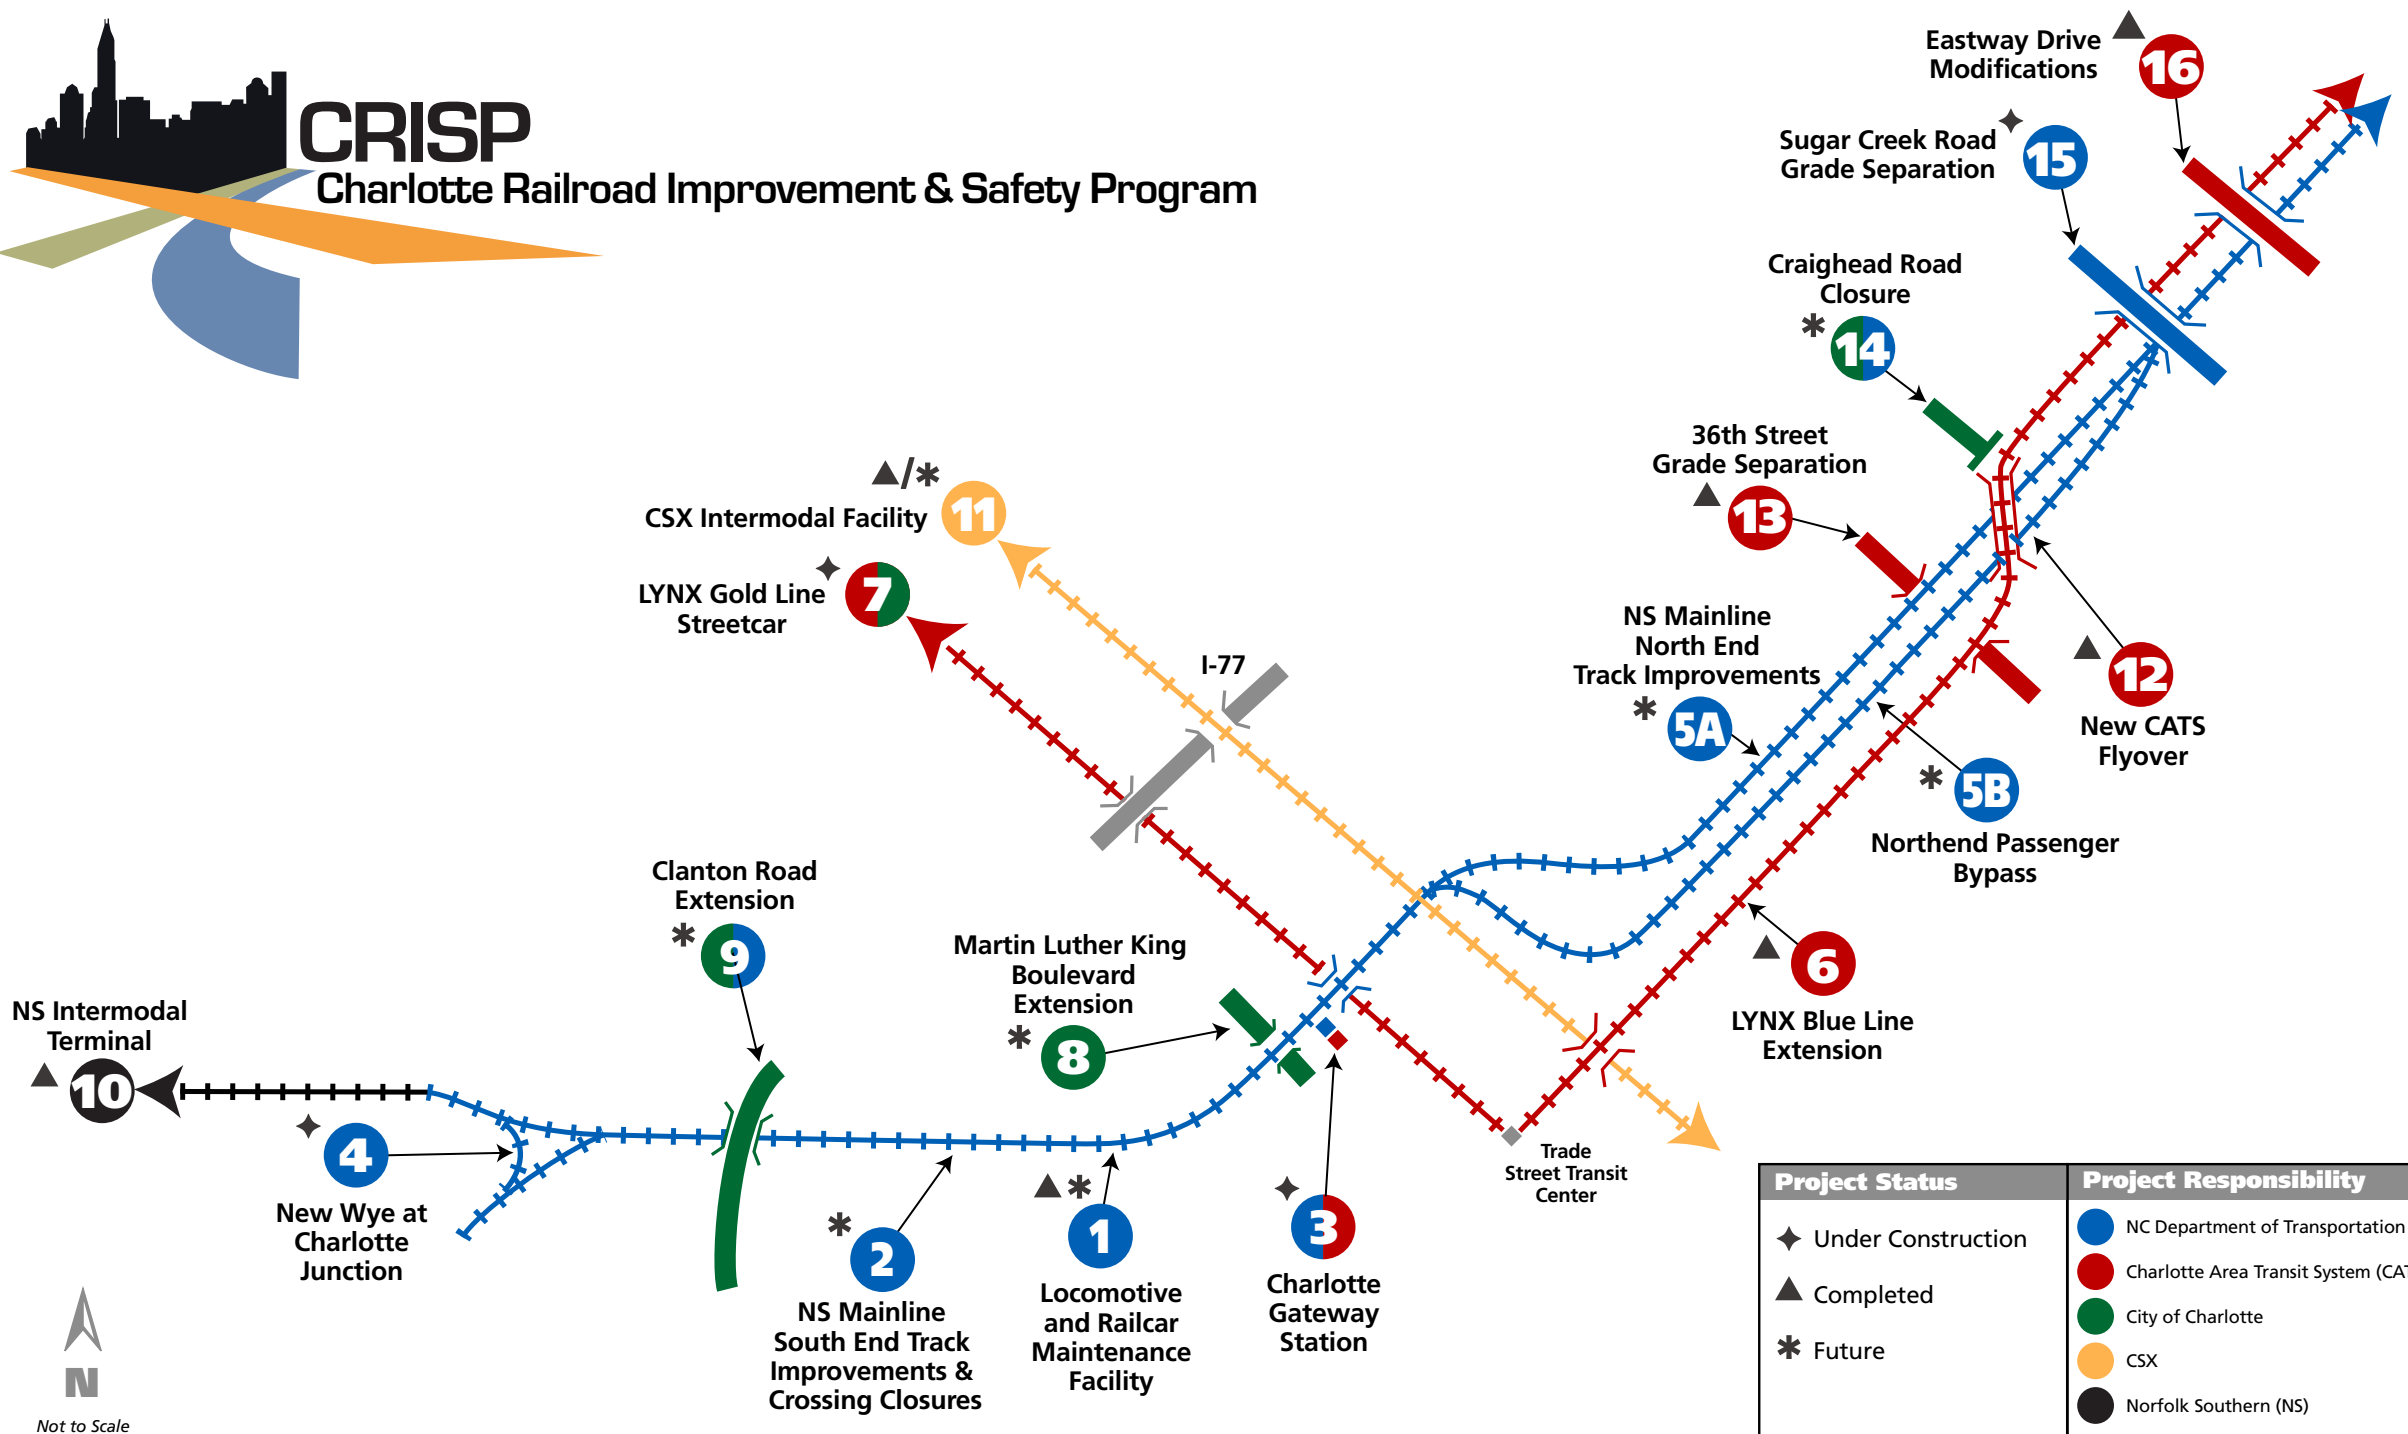 CRISP
Charlotte Railroad Improvement & Safety Program
Eastway Drive
Modifications
16
Sugar Creek Road
Grade Separation
15
Craighead Road
Closure
14
36th Street
Grade Separation
13
/
CSX Intermodal Facility
11
LYNX Gold Line
Streetcar
7
I-77
NS Mainline
North End
Track Improvements
5A
12
New CATS
Flyover
5B
Northend Passenger
Bypass
Clanton Road
Extension
9
Martin Luther King
Boulevard
Extension
8
6
LYNX Blue Line
Extension
NS Intermodal
Terminal
10
4
New Wye at
Charlotte
Junction
2
NS Mainline
South End Track
Improvements &
Crossing Closures
1
Locomotive
and Railcar
Maintenance
Facility
3
Charlotte
Gateway
Station
Trade
Street Transit
Center
N
Not to Scale
Project Status
Under Construction
Completed
Future
Project Responsibility
NC Department of Transportation
Charlotte Area Transit System (CAT
City of Charlotte
CSX
Norfolk Southern (NS)